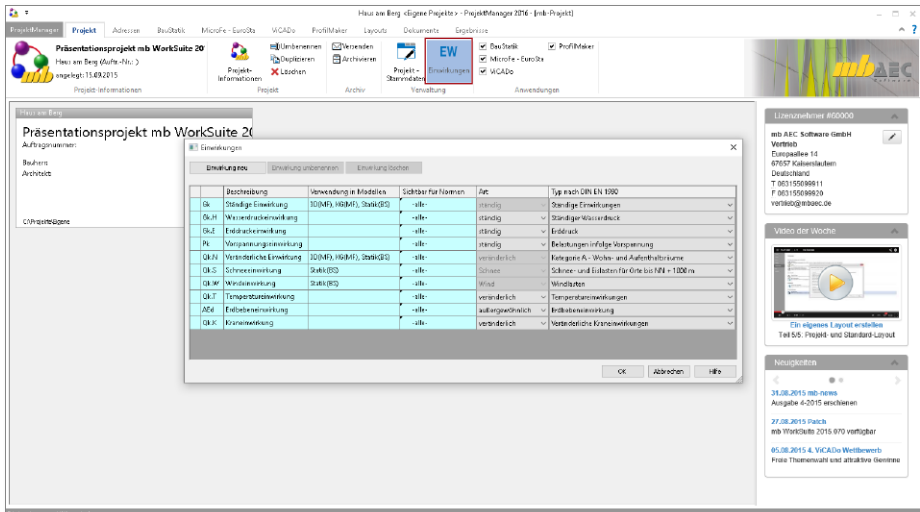 Haus am Berg <Eigene Projekte> - ProjektManager 2016 - [mb-Projekt]
ProjektManager Projekt Adressen BauStatik MicroFe - EuroSta ViCADo ProfilMaker Layouts Dokumente Ergebnisse
Präsentationsprojekt mb WorkSuite 20
Haus am Berg (Auftr.-Nr.: )
angelegt: 15.09.2015
Projekt-Informationen
Projekt-Informationen
Umbenennen
Duplizieren
Löschen
Projekt
Versenden
Archivieren
Archiv
Projekt-Stammdaten
EW
Einwirkungen
Verwaltung
BauStatik
MicroFe - EuroSta
ViCADo
ProfilMaker
Anwendungen
mb AEC
Software
Haus am Berg
Präsentationsprojekt mb WorkSuite 20
Auftragsnummer:
Bauherr:
Architekt:
C:\Projekte\Eigene
Einwirkungen
Einwirkung neu Einwirkung umbenennen Einwirkung löschen
Beschreibung Verwendung in Modellen Sichtbar für Normen Art Typ nach DIN EN 1990
Gk Ständige Einwirkung 3D(MF), HG(MF), Statik(BS) -alle- ständig Ständige Einwirkungen
Gk.H Wasserdruckeinwirkung -alle- ständig Ständiger Wasserdruck
Gk.E Erddruckeinwirkung -alle- ständig Erddruck
Pk Vorspannungseinwirkung -alle- ständig Belastungen infolge Vorspannung
Qk.N Veränderliche Einwirkung 3D(MF), HG(MF), Statik(BS) -alle- veränderlich Kategorie A - Wohn- und Aufenthaltsräume
Qk.S Schneeeinwirkung Statik(BS) -alle- Schnee Schnee- und Eislasten für Orte bis NN + 1000 m
Qk.W Windeinwirkung Statik(BS) -alle- Wind Windlasten
Qk.T Temperatureinwirkung -alle- veränderlich Temperatureinwirkungen
AEd Erdbebeneinwirkung -alle- außergewöhnlich Erdbebeneinwirkung
Qk.K Kraneinwirkung -alle- veränderlich Veränderliche Kraneinwirkungen
OK Abbrechen Hilfe
Lizenznehmer #60000
mb AEC Software GmbH
Vertrieb
Europaallee 14
67657 Kaiserslautern
Deutschland
T 063155099911
F 063155099920
vertrieb@mbaec.de
Video der Woche
Ein eigenes Layout erstellen
Teil 5/5: Projekt- und Standard-Layout
Neuigkeiten
31.08.2015 mb-news
Ausgabe 4-2015 erschienen
27.08.2015 Patch
mb WorkSuite 2015.070 verfügbar
05.08.2015 4. ViCADo Wettbewerb
Freie Themenwahl und attraktive Gewinne